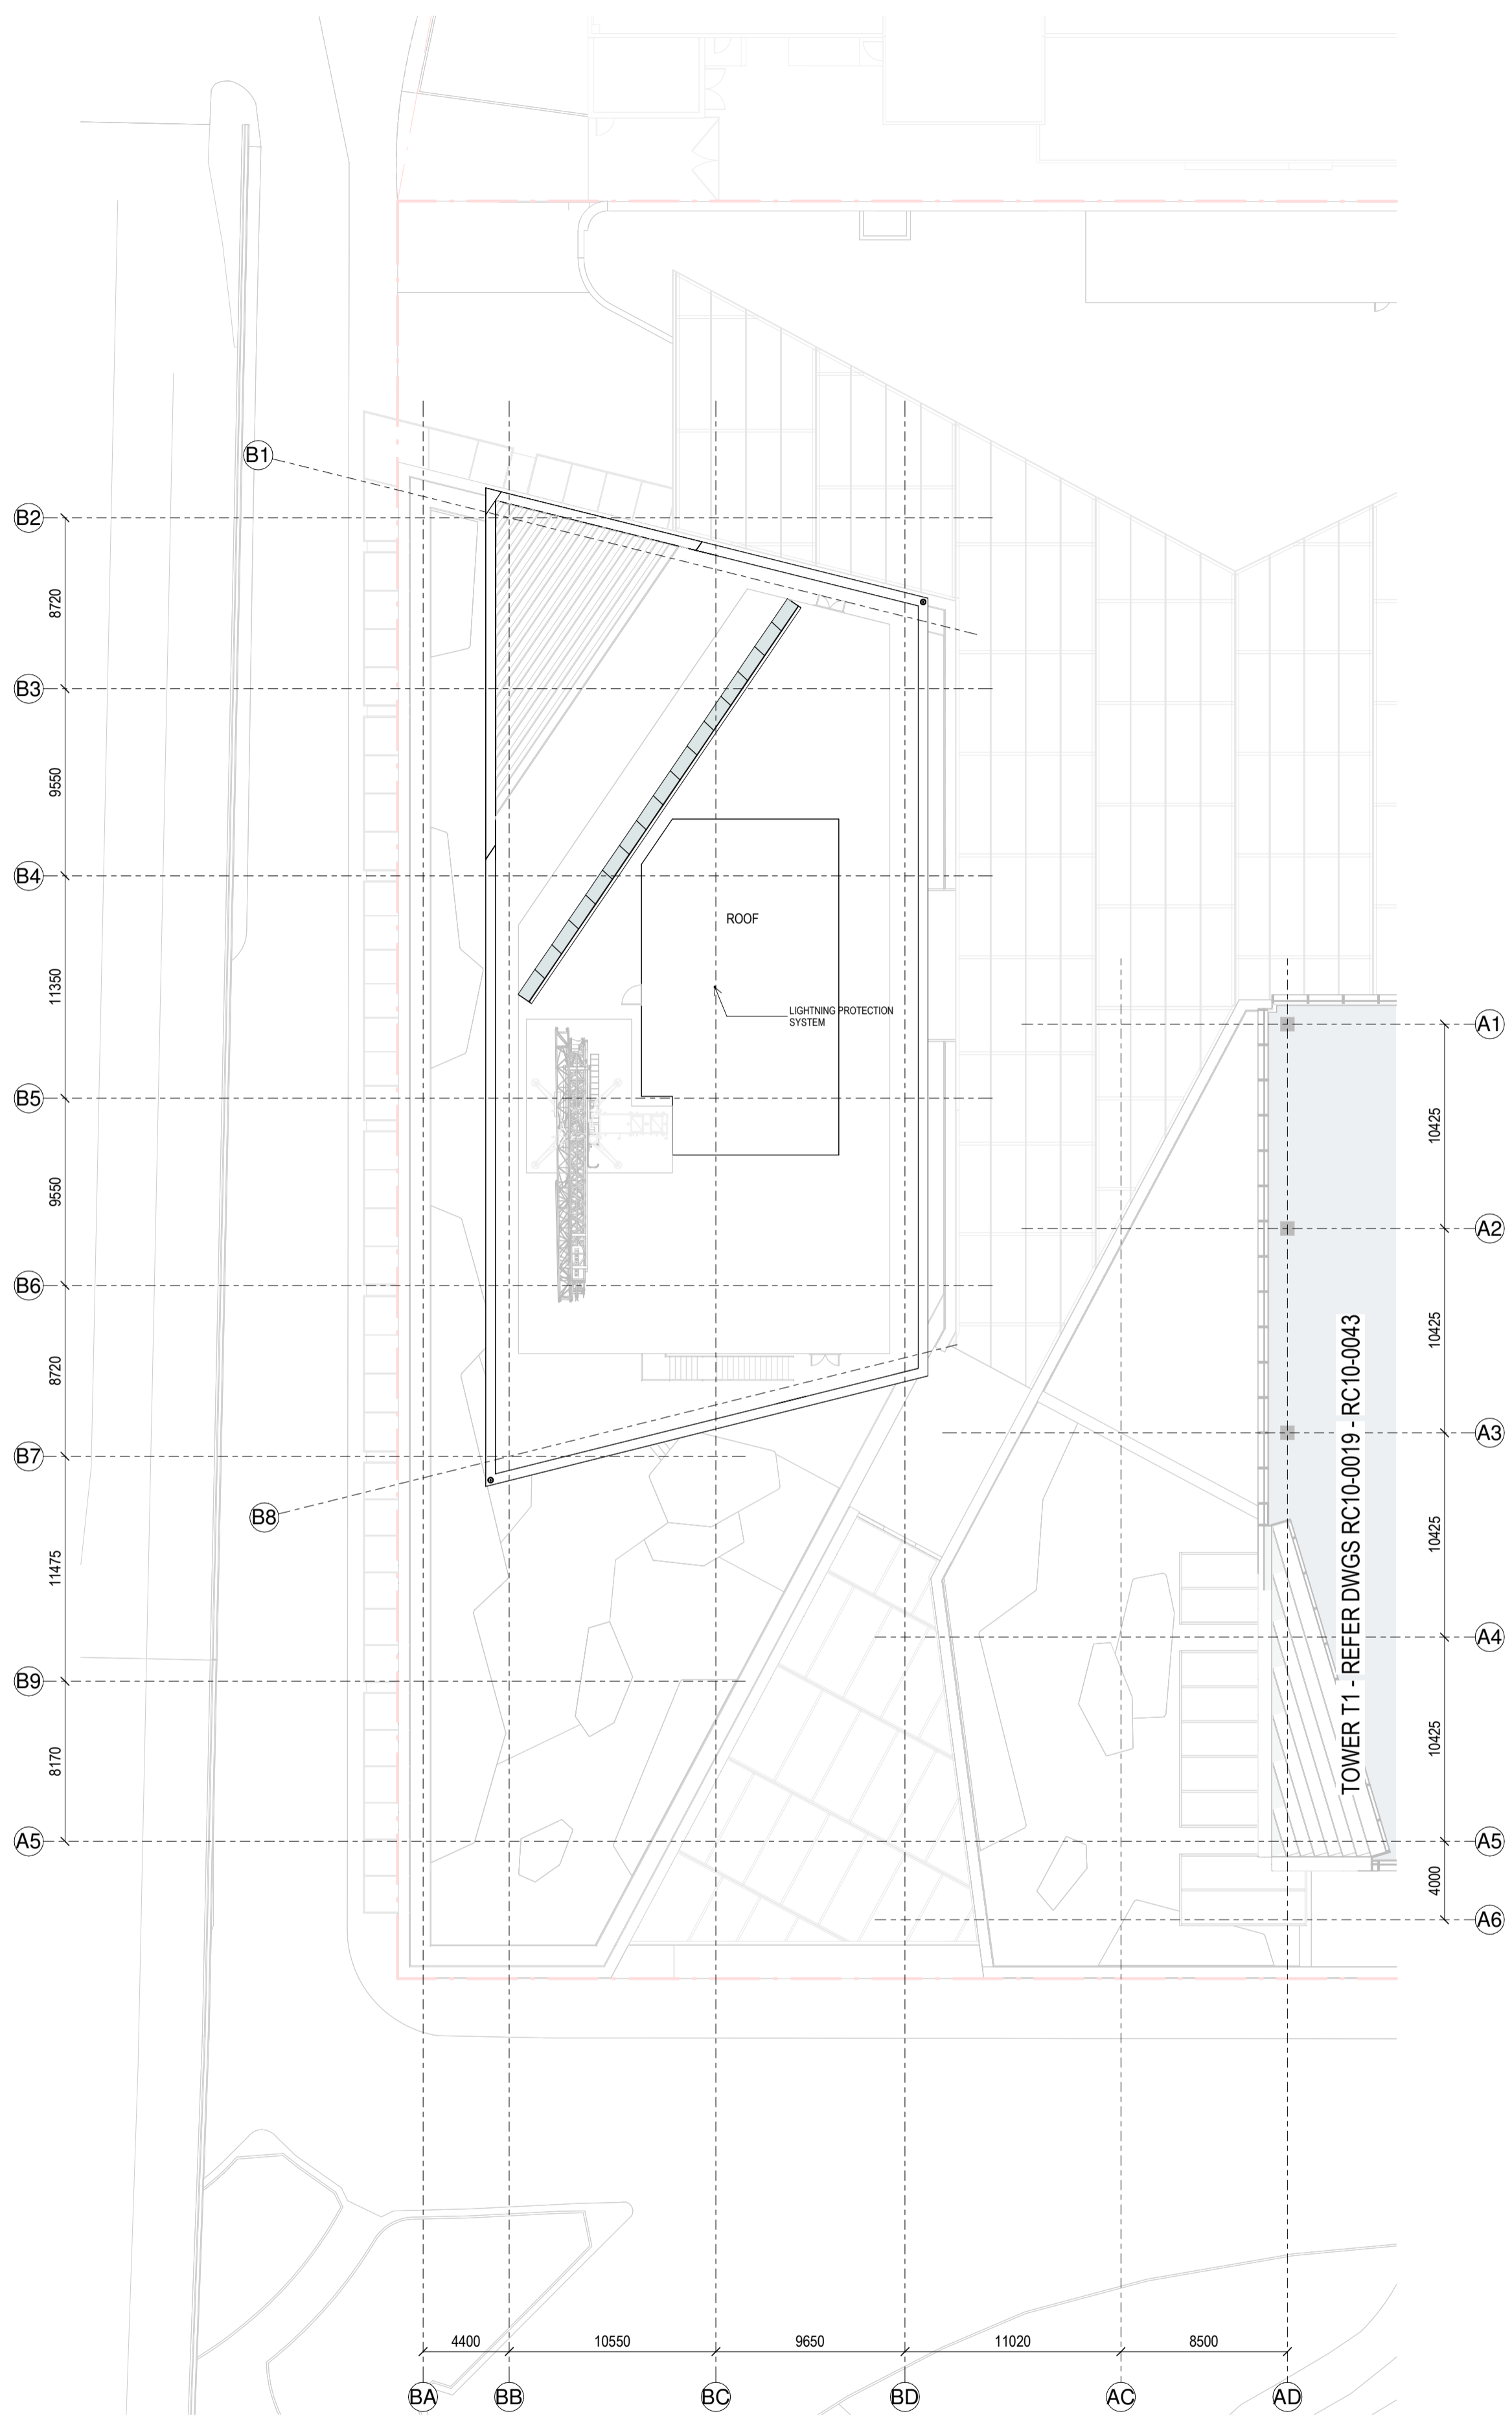 B1
B2
8720
B3
9550
B4
ROOF
11350
LIGHTNING PROTECTION
SYSTEM
A1
B5
10425
9550
A2
B6
10425
8720
A3
B7
B8
10425
11475
TOWER T1 - REFER DWGS RC10-0019 - RC10-0043
A4
B9
10425
8170
A5
A5
4000
A6
4400
10550
9650
11020
8500
BA
BB
BC
BD
AC
AD